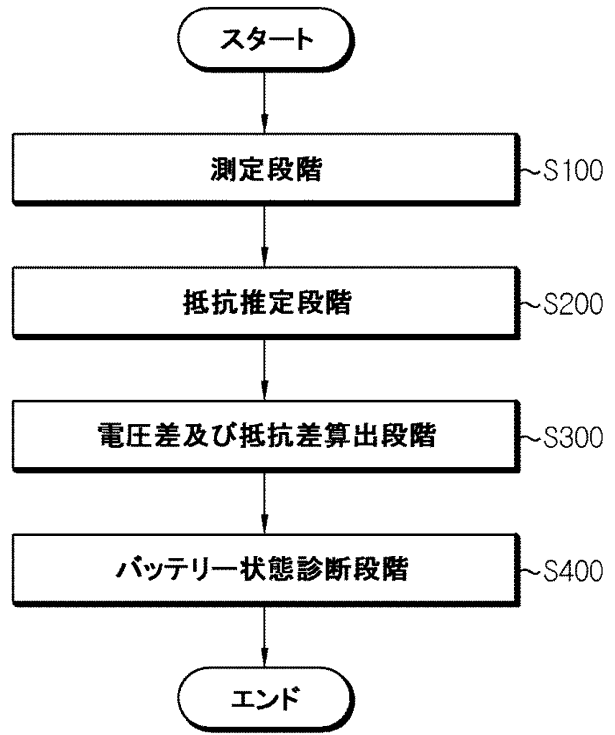 スタート
測定段階
~S100
抵抗推定段階
~S200
電圧差及び抵抗差算出段階
~S300
バッテリー状態診断段階
~S400
エンド